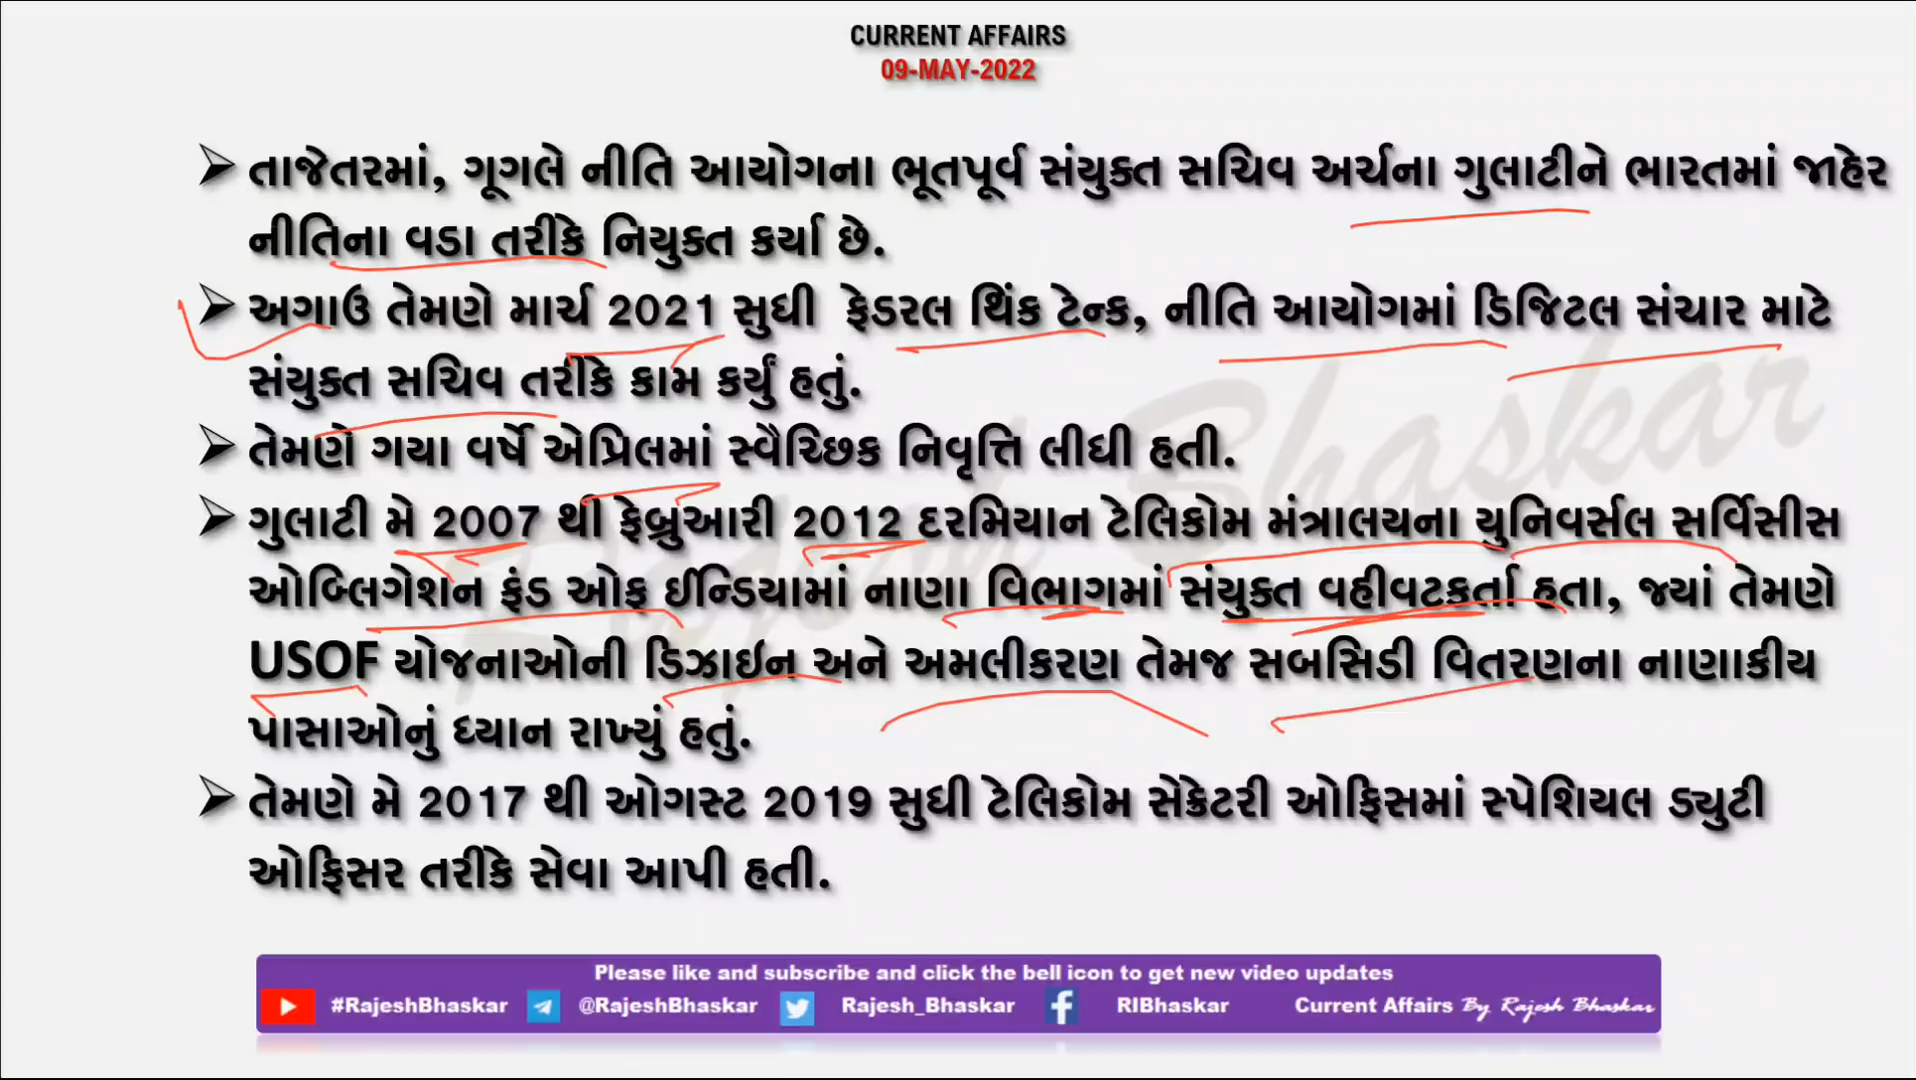 CURRENT AFFAIRS
09-MAY-2022
તાજેતરમાં, ગૂગલે નીતિ આયોગના ભૂતપૂર્વ સંયુક્ત સચિવ અર્ચના ગુલાટીને ભારતમાં જાહેર
નીતિના વડા તરીકે નિયુક્ત કર્યા છે.
અગાઉ તેમણે માર્ચ 2021 સુધી ફેડરલ થિંક ટેન્ક, નીતિ આયોગમાં ડિજિટલ સંચાર માટે
સંયુક્ત સચિવ તરીકે કામ કર્યું હતું.
તેમણે ગયા વર્ષે એપ્રિલમાં સ્વૈચ્છિક નિવૃત્તિ લીધી હતી.
ગુલાટી મે 2007 થી ફેબ્રુઆરી 2012 દરમિયાન ટેલિકોમ મંત્રાલયના યુનિવર્સલ સર્વિસીસ
ઓબ્લિગેશન ફંડ ઓફ ઈન્ડિયામાં નાણા વિભાગમાં સંયુક્ત વહીવટકર્તા હતા, જ્યાં તેમણે
USOF યોજનાઓની ડિઝાઇન અને અમલીકરણ તેમજ સબસિડી વિતરણના નાણાકીય
પાસાઓનું ધ્યાન રાખ્યું હતું.
તેમણે મે 2017 થી ઓગસ્ટ 2019 સુધી ટેલિકોમ સેક્રેટરી ઓફિસમાં સ્પેશિયલ ડ્યુટી
ઓફિસર તરીકે સેવા આપી હતી.
Rajesh Bhaskar
Please like and subscribe and click the bell icon to get new video updates
#RajeshBhaskar @RajeshBhaskar Rajesh_Bhaskar RIBhaskar Current Affairs By Rajesh Bhaskar